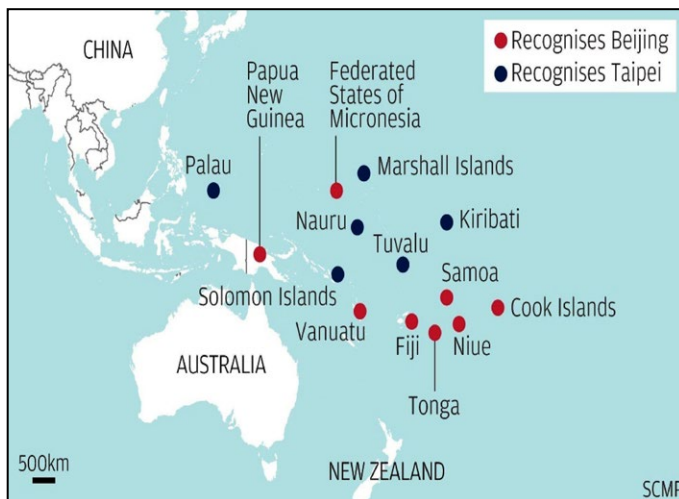 CHINA
Papua
New
Guinea
Federated
States of
Micronesia
Recognises Beijing
Recognises Taipei
Palau
Marshall Islands
Nauru
Kiribati
Tuvalu
Samoa
Solomon Islands
Cook Islands
Vanuatu
Fiji
Niue
AUSTRALIA
Tonga
500km
NEW ZEALAND
SCMP